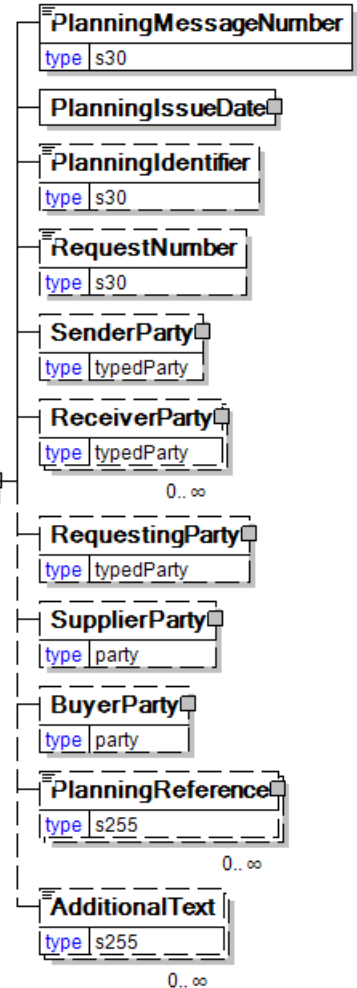 PlanningMessageNumber
type s30
PlanningIssueDate
PlanningIdentifier
type s30
RequestNumber
type s30
SenderParty
type typedParty
ReceiverParty
type typedParty
0.. ∞
RequestingParty
type typedParty
SupplierParty
type party
BuyerParty
type party
PlanningReference
type s255
0.. ∞
AdditionalText
type s255
0.. ∞